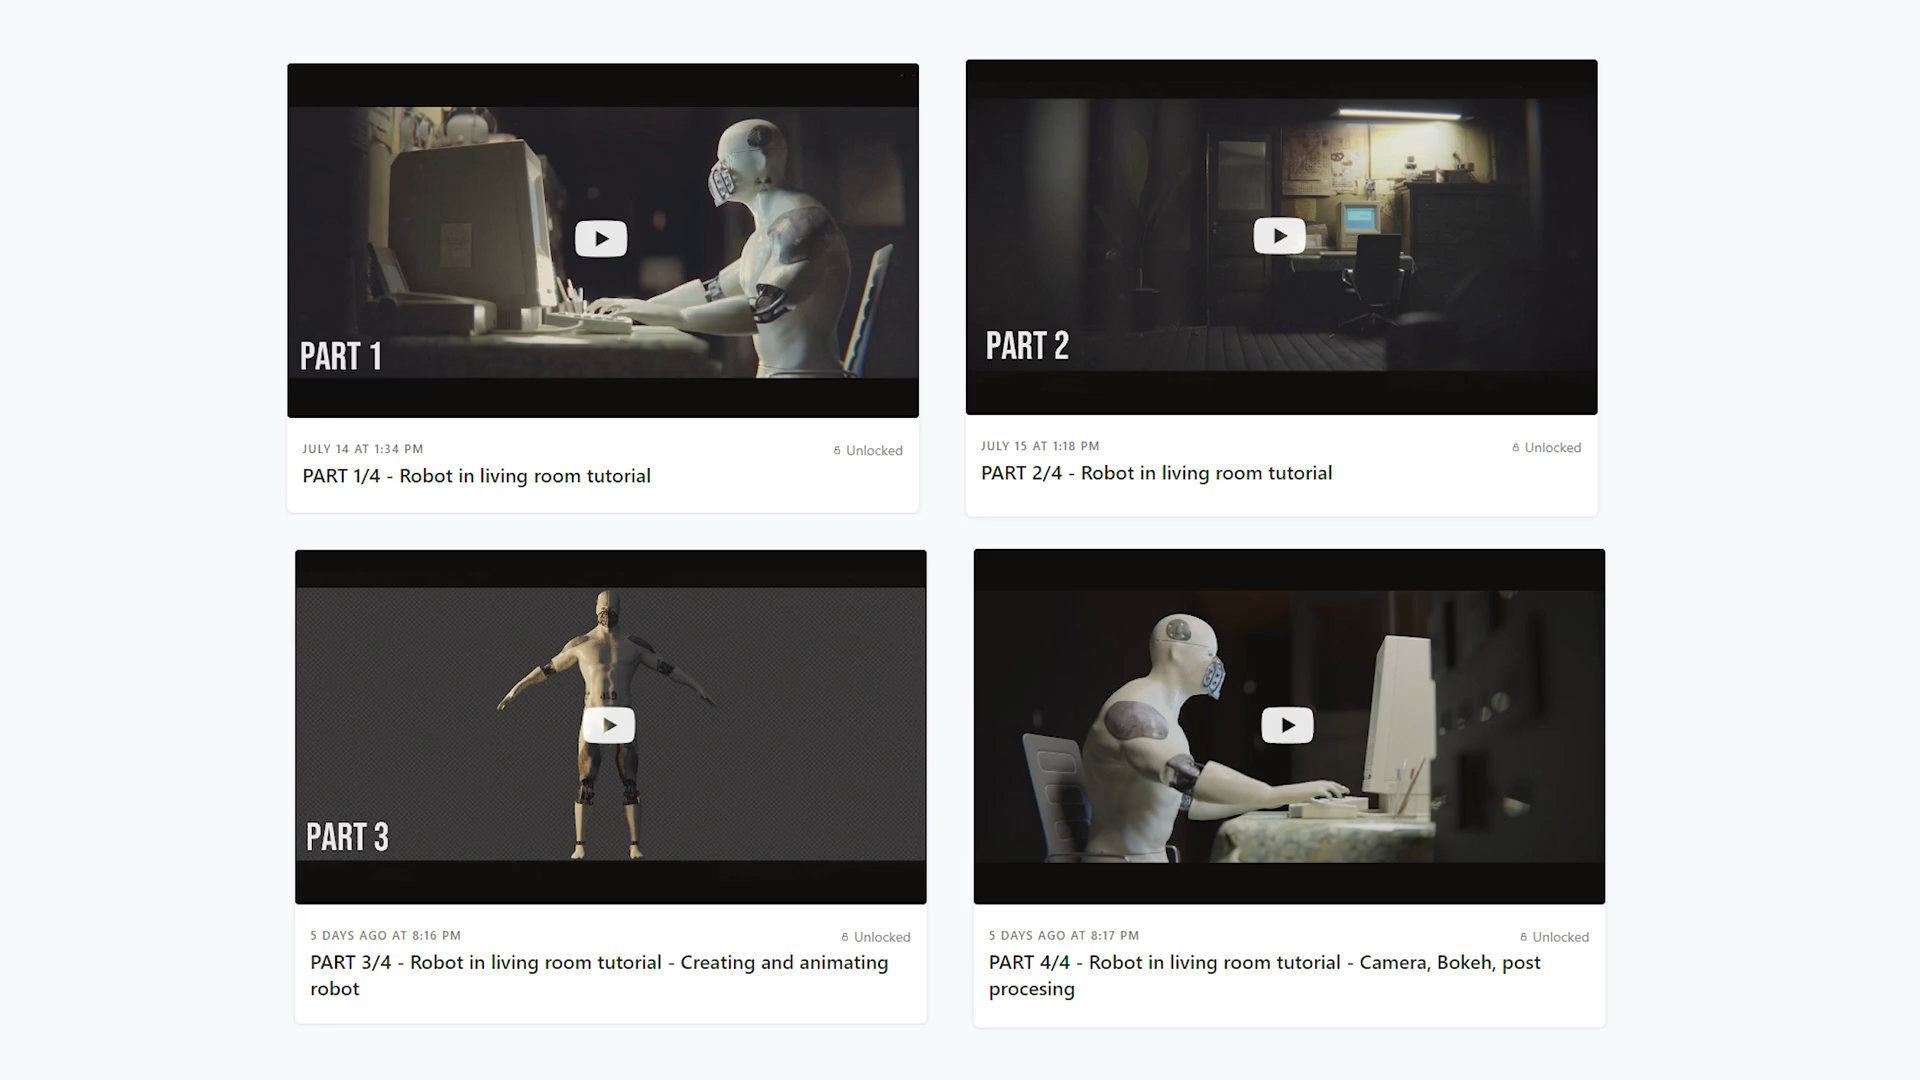 PART 1
JULY 14 AT 1:34 PM
Unlocked
PART 1/4 - Robot in living room tutorial
PART 2
JULY 15 AT 1:18 PM
Unlocked
PART 2/4 - Robot in living room tutorial
PART 3
5 DAYS AGO AT 8:16 PM
Unlocked
PART 3/4 - Robot in living room tutorial - Creating and animating
robot
5 DAYS AGO AT 8:17 PM
Unlocked
PART 4/4 - Robot in living room tutorial - Camera, Bokeh, post
procesing